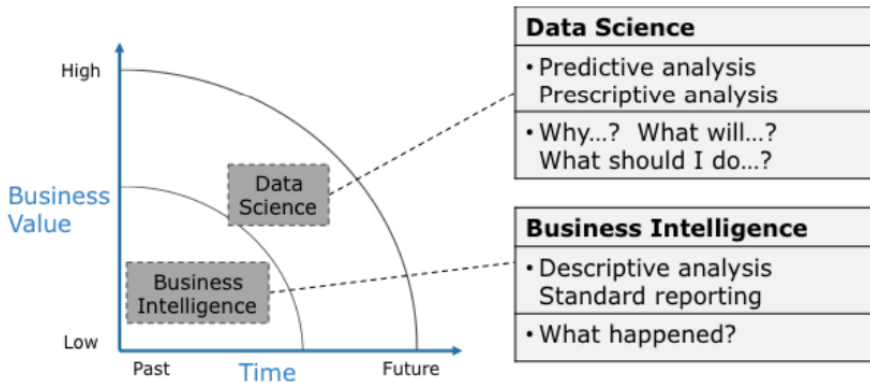 High
Business
Value
Low
Past
Time
Future
Data
Science
Business
Intelligence
Data Science
• Predictive analysis
Prescriptive analysis
• Why...? What will...?
What should I do...?
Business Intelligence
• Descriptive analysis
Standard reporting
• What happened?